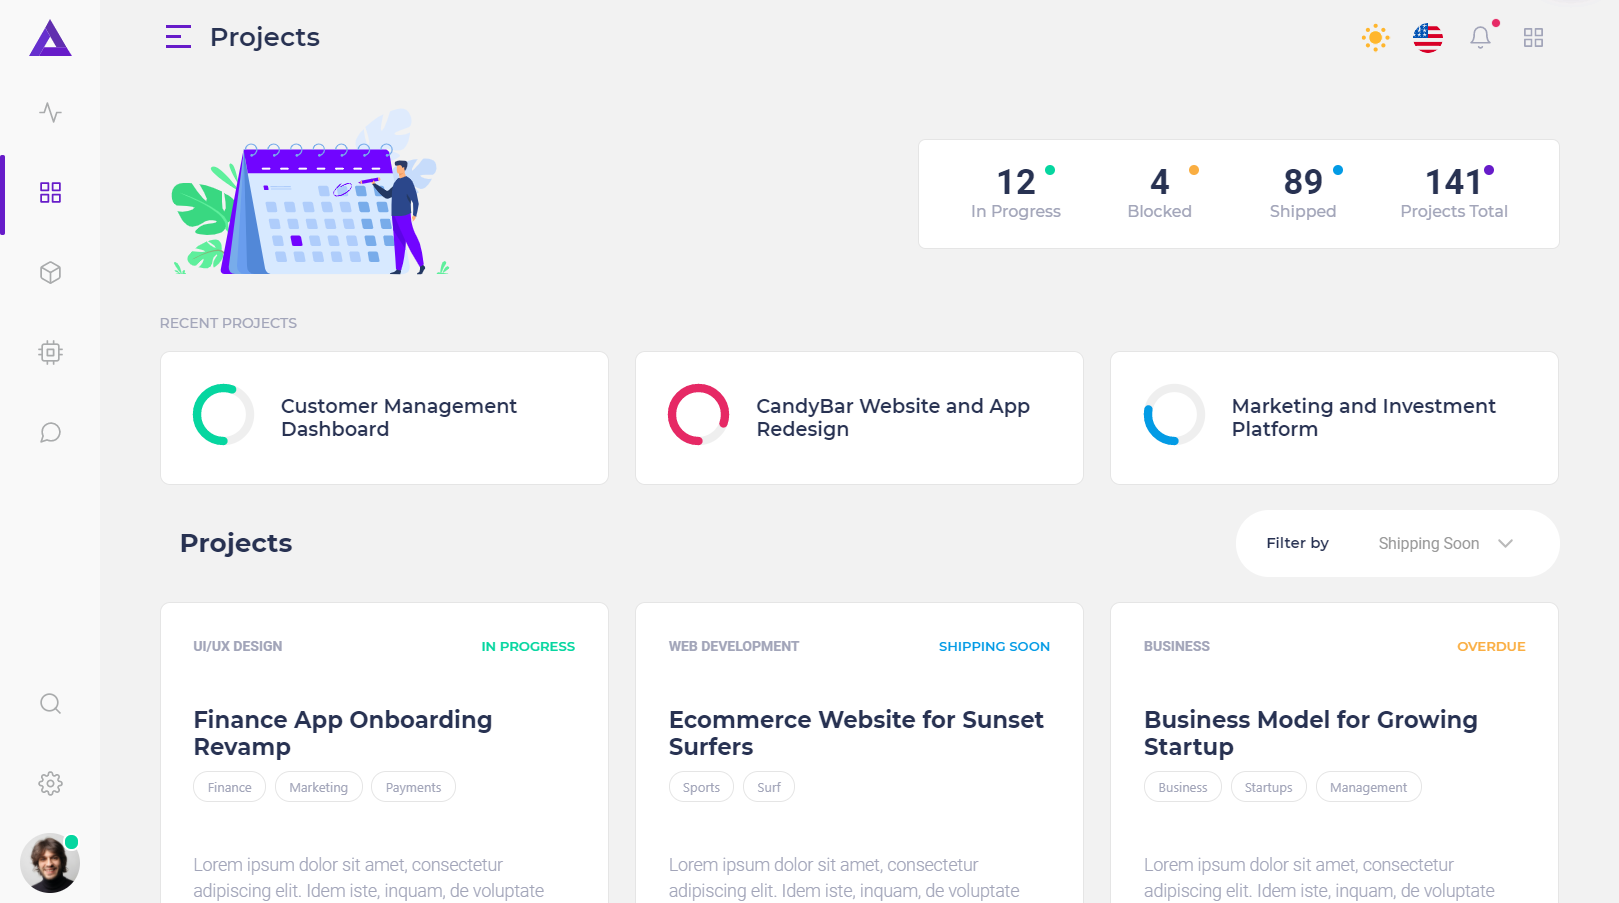 Projects
12
4
89
141
In Progress
Blocked
Shipped
Projects Total
RECENT PROJECTS
Customer Management
Dashboard
CandyBar Website and App
Redesign
Marketing and Investment
Platform
Projects
Filter by
Shipping Soon
UI/UX DESIGN
IN PROGRESS
Finance App Onboarding
Revamp
Finance
Marketing
Payments
Lorem ipsum dolor sit amet, consectetur
adipiscing elit. Idem iste, inquam, de voluptate
WEB DEVELOPMENT
SHIPPING SOON
Ecommerce Website for Sunset
Surfers
Sports
Surf
Lorem ipsum dolor sit amet, consectetur
adipiscing elit. Idem iste, inquam, de voluptate
BUSINESS
OVERDUE
Business Model for Growing
Startup
Business
Startups
Management
Lorem ipsum dolor sit amet, consectetur
adipiscing elit. Idem iste, inquam, de voluptate